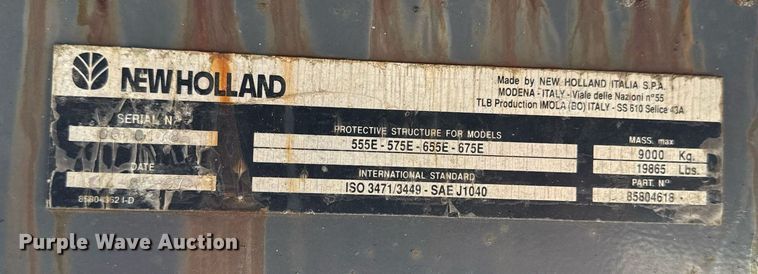 NEW HOLLAND
Made by NEW HOLLAND ITALIA S.P.A.
MODENA - ITALY - Viale delle Nazioni n°55
TLB Production IMOLA (BO) ITALY - SS 610 Selice 43A
SERIAL N.
PROTECTIVE STRUCTURE FOR MODELS
555E - 575E - 655E - 675E
MASS. max
9000 Kg.
19865 Lbs.
DATE
INTERNATIONAL STANDARD
ISO 3471/3449 - SAE J1040
PART. N°
85804618
85804362 I-D
Purple Wave Auction